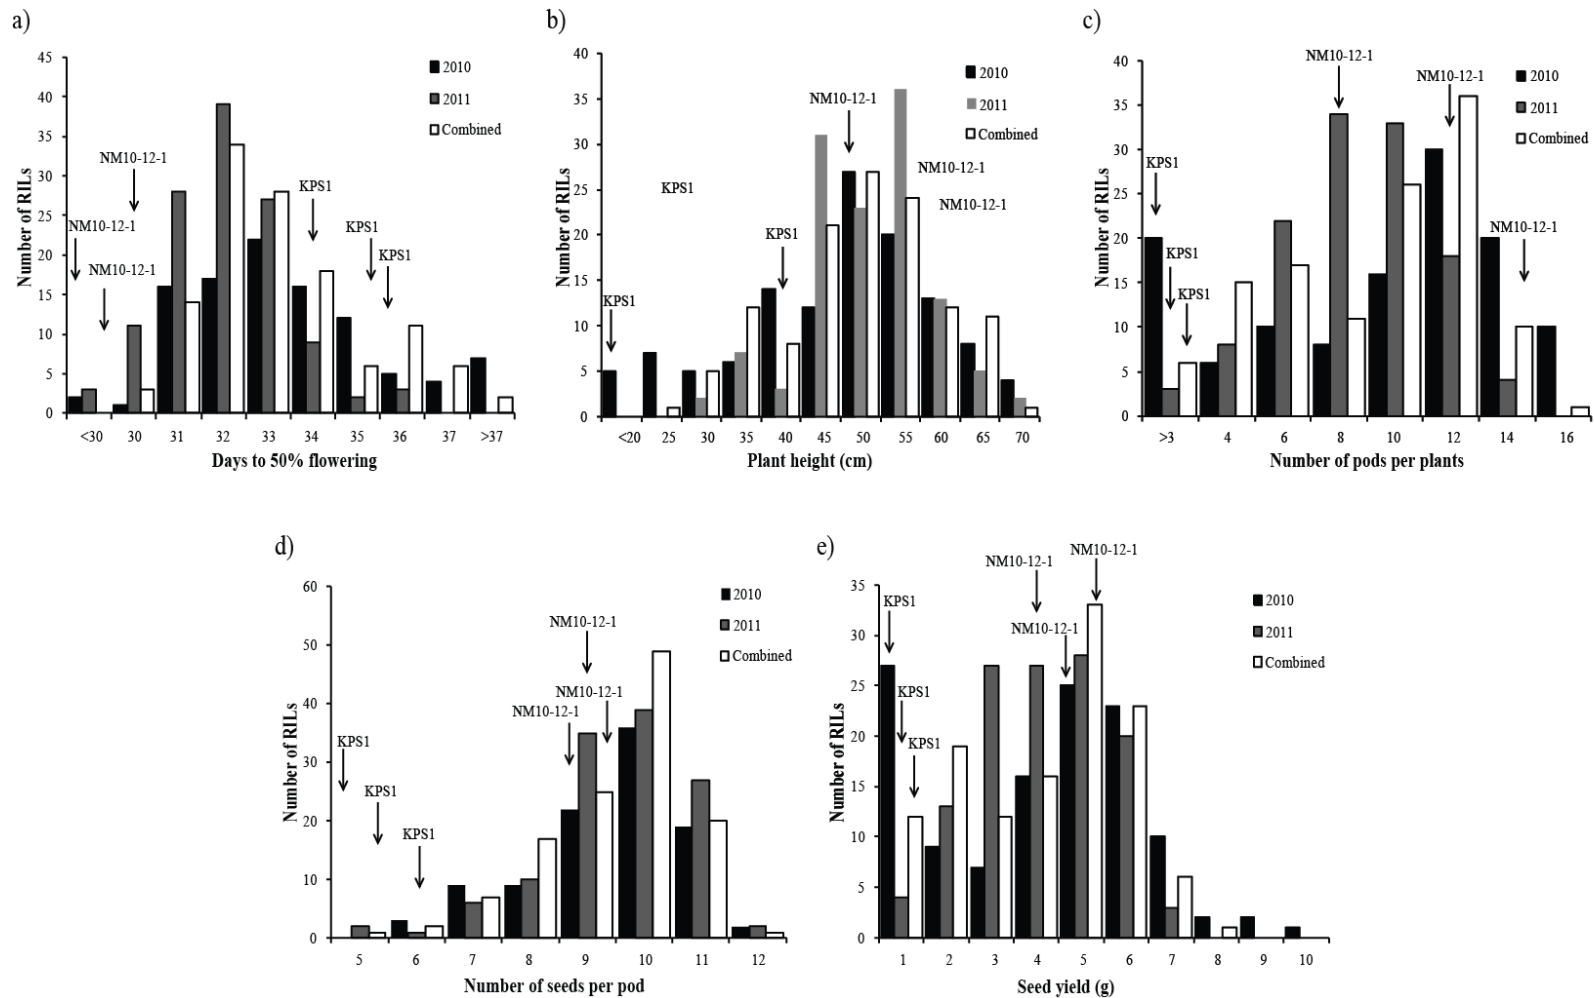 a)
45
40
35
30
25
20
15
10
5
0
Number of RILs
2010
2011
Combined
NM10-12-1
NM10-12-1
NM10-12-1
KPS1
KPS1
KPS1
<30 30 31 32 33 34 35 36 37 >37
Days to 50% flowering
b)
40
35
30
25
20
15
10
5
0
Number of RILs
2010
2011
Combined
NM10-12-1
NM10-12-1
NM10-12-1
KPS1
KPS1
KPS1
<20 25 30 35 40 45 50 55 60 65 70
Plant height (cm)
c)
40
35
30
25
20
15
10
5
0
Number of RILs
2010
2011
Combined
NM10-12-1
NM10-12-1
NM10-12-1
KPS1
KPS1
KPS1
>3 4 6 8 10 12 14 16
Number of pods per plants
d)
60
50
40
30
20
10
0
Number of RILs
2010
2011
Combined
NM10-12-1
NM10-12-1
NM10-12-1
KPS1
KPS1
KPS1
5 6 7 8 9 10 11 12
Number of seeds per pod
e)
35
30
25
20
15
10
5
0
Number of RILs
2010
2011
Combined
NM10-12-1
NM10-12-1
NM10-12-1
KPS1
KPS1
KPS1
1 2 3 4 5 6 7 8 9 10
Seed yield (g)